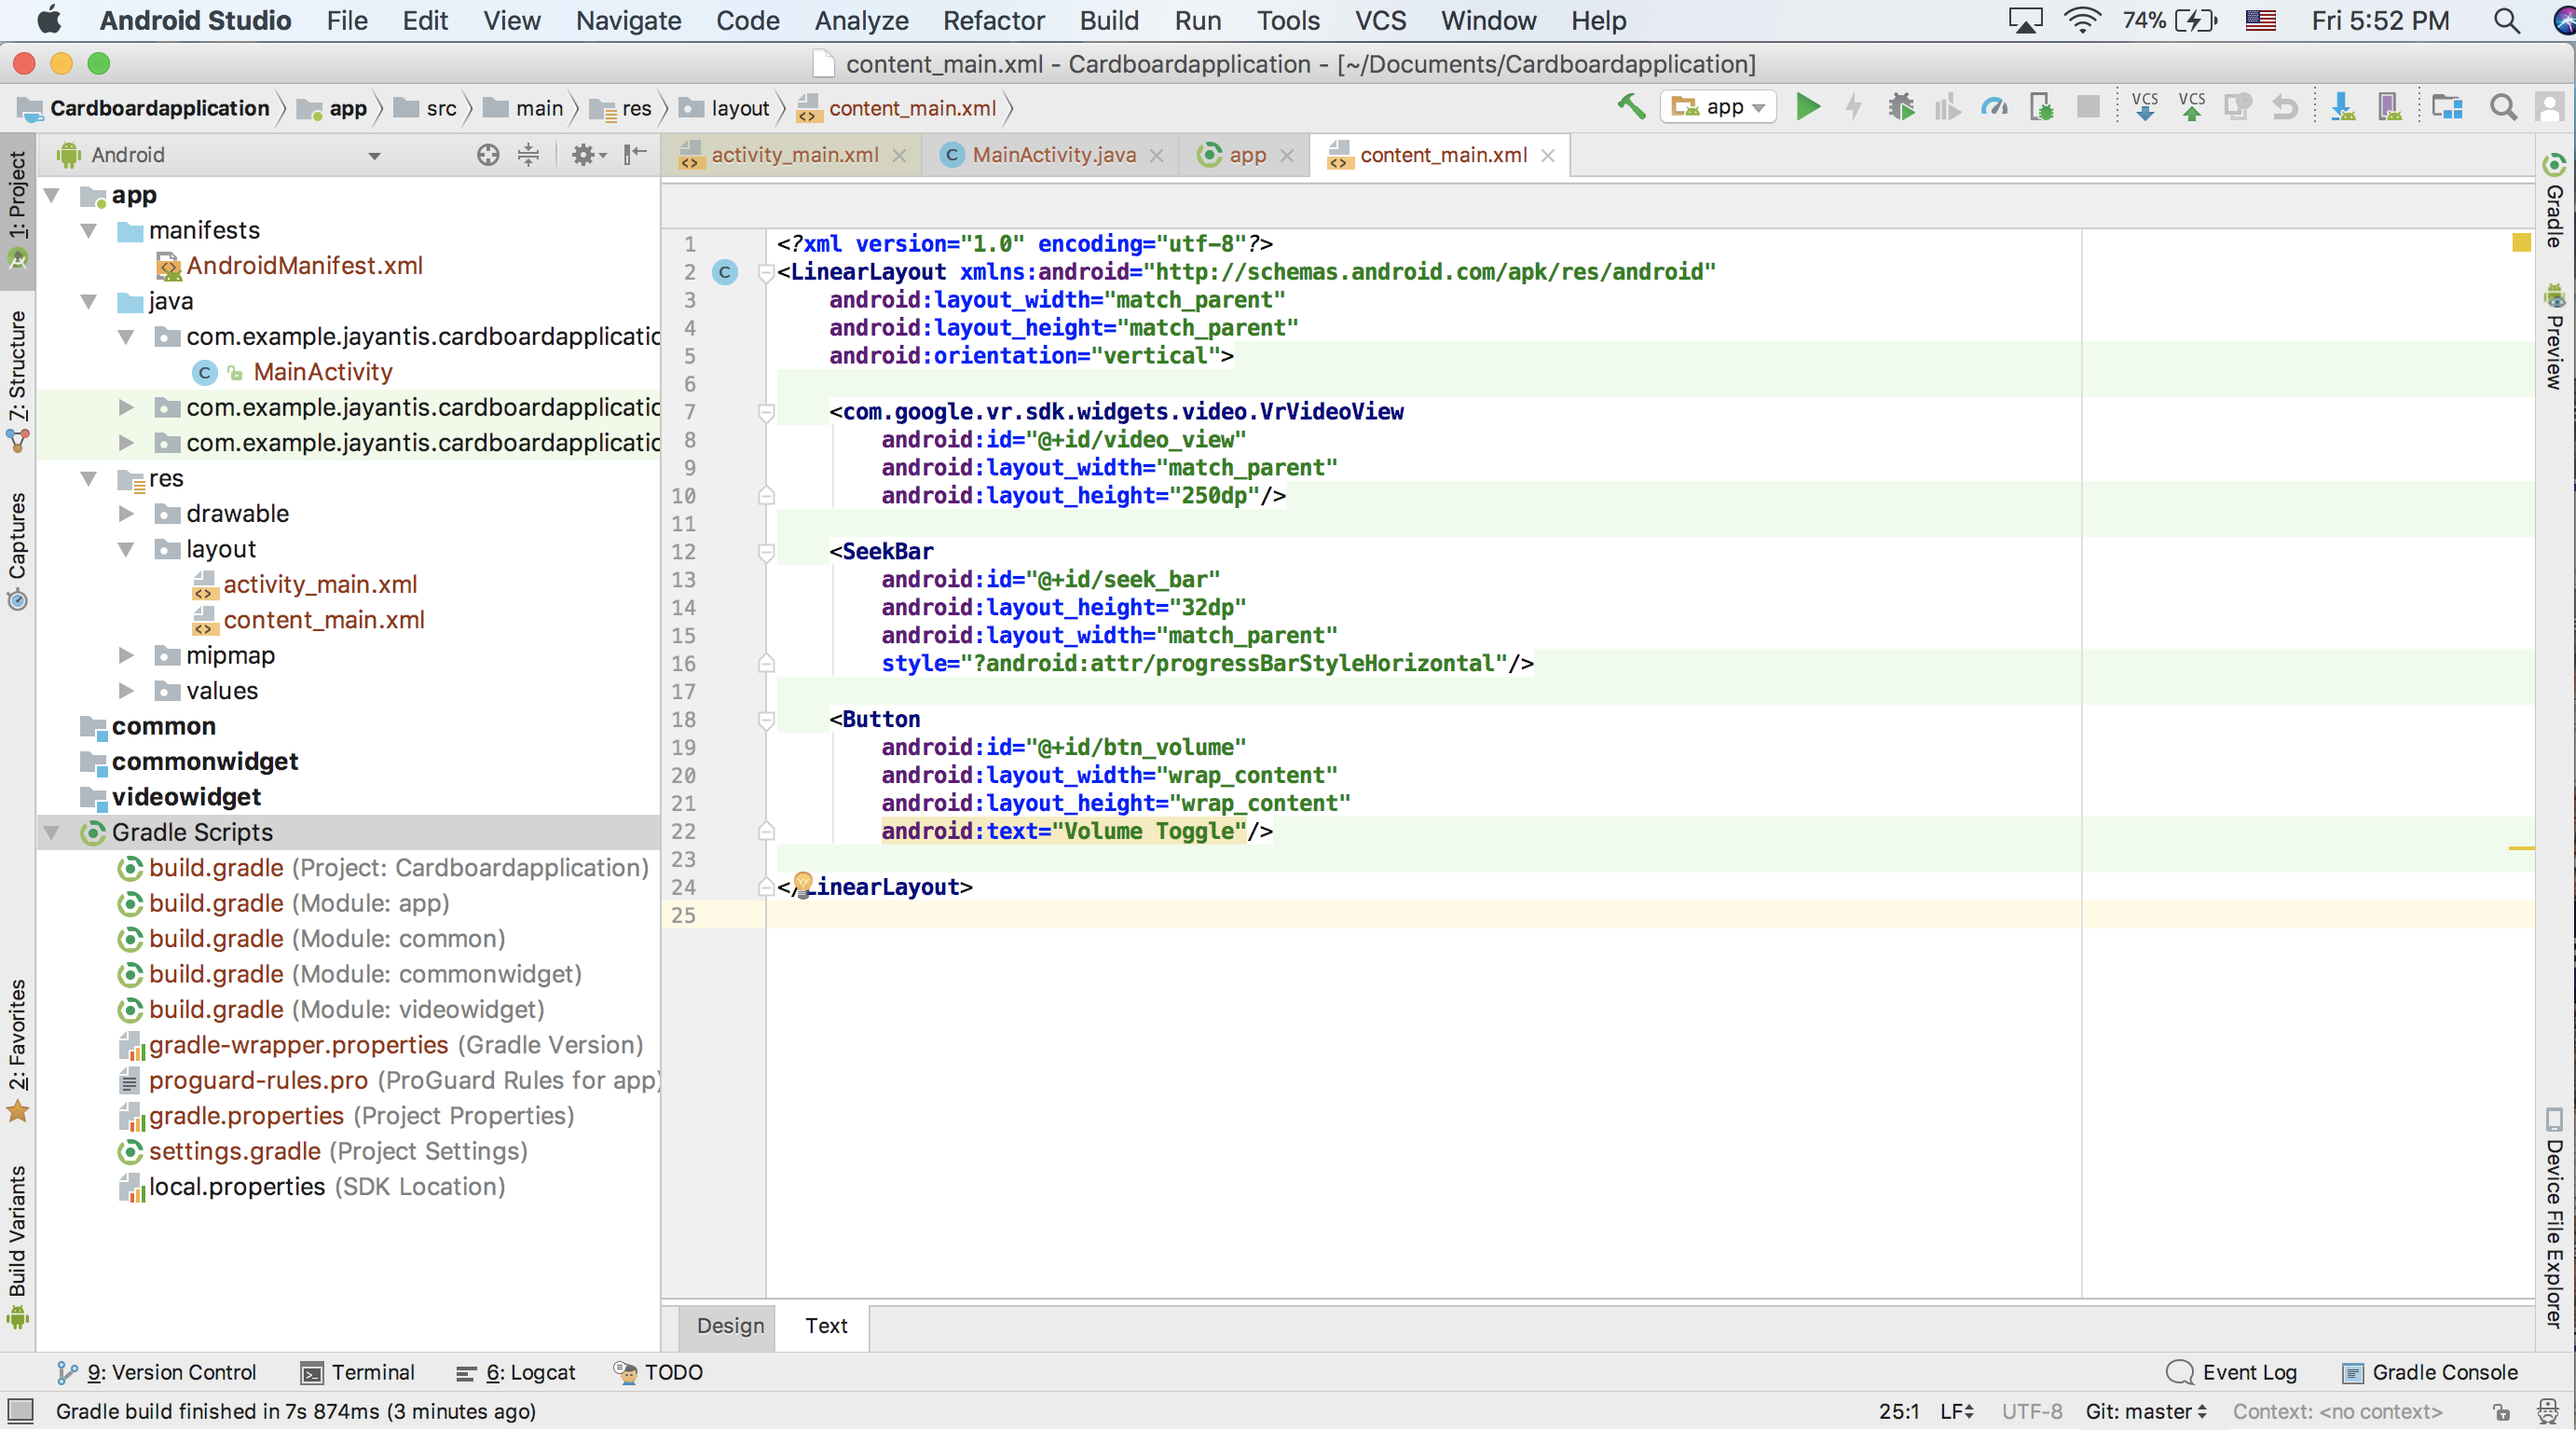 Android Studio File Edit View Navigate Code Analyze Refactor Build Run Tools VCS Window Help 74% Fri 5:52 PM
content_main.xml - Cardboardapplication - [~/Documents/Cardboardapplication]
Cardboardapplication app src main res layout content_main.xml app VCS VCS
Android activity_main.xml MainActivity.java app content_main.xml
1: Project
7: Structure
Captures
2: Favorites
Build Variants
app
manifests
AndroidManifest.xml
java
com.example.jayantis.cardboardapplicatic
MainActivity
com.example.jayantis.cardboardapplicatic
com.example.jayantis.cardboardapplicatic
res
drawable
layout
activity_main.xml
content_main.xml
mipmap
values
common
commonwidget
videowidget
Gradle Scripts
build.gradle (Project: Cardboardapplication)
build.gradle (Module: app)
build.gradle (Module: common)
build.gradle (Module: commonwidget)
build.gradle (Module: videowidget)
gradle-wrapper.properties (Gradle Version)
proguard-rules.pro (ProGuard Rules for app)
gradle.properties (Project Properties)
settings.gradle (Project Settings)
local.properties (SDK Location)
1 <?xml version="1.0" encoding="utf-8"?>
2 C <LinearLayout xmlns:android="http://schemas.android.com/apk/res/android"
3 android:layout_width="match_parent"
4 android:layout_height="match_parent"
5 android:orientation="vertical">
6
7 <com.google.vr.sdk.widgets.video.VrVideoView
8 android:id="@+id/video_view"
9 android:layout_width="match_parent"
10 android:layout_height="250dp"/>
11
12 <SeekBar
13 android:id="@+id/seek_bar"
14 android:layout_height="32dp"
15 android:layout_width="match_parent"
16 style="?android:attr/progressBarStyleHorizontal"/>
17
18 <Button
19 android:id="@+id/btn_volume"
20 android:layout_width="wrap_content"
21 android:layout_height="wrap_content"
22 android:text="Volume Toggle"/>
23
24 </LinearLayout>
25
Gradle
Preview
Device File Explorer
Design Text
9: Version Control Terminal 6: Logcat TODO Event Log Gradle Console
Gradle build finished in 7s 874ms (3 minutes ago) 25:1 LF UTF-8 Git: master Context: <no context>